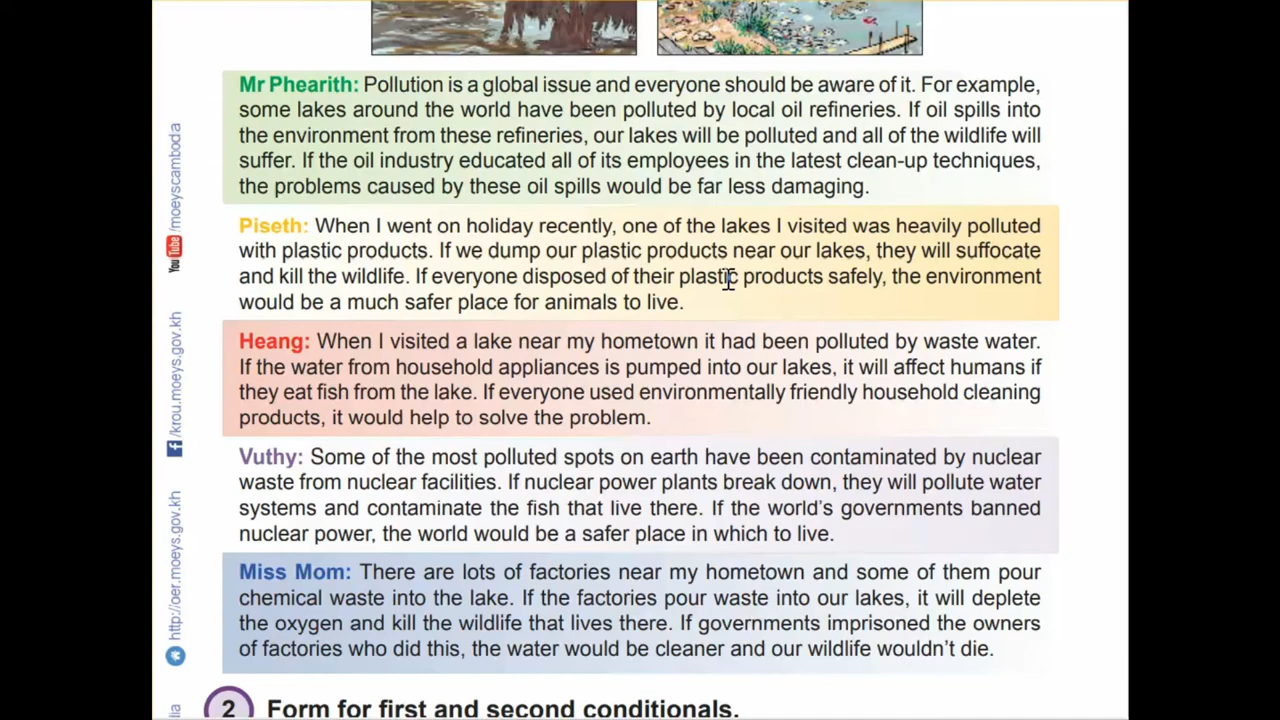 Mr Phearith: Pollution is a global issue and everyone should be aware of it. For example,
some lakes around the world have been polluted by local oil refineries. If oil spills into
the environment from these refineries, our lakes will be polluted and all of the wildlife will
suffer. If the oil industry educated all of its employees in the latest clean-up techniques,
the problems caused by these oil spills would be far less damaging.
Piseth: When I went on holiday recently, one of the lakes I visited was heavily polluted
with plastic products. If we dump our plastic products near our lakes, they will suffocate
and kill the wildlife. If everyone disposed of their plastic products safely, the environment
would be a much safer place for animals to live.
Heang: When I visited a lake near my hometown it had been polluted by waste water.
If the water from household appliances is pumped into our lakes, it will affect humans if
they eat fish from the lake. If everyone used environmentally friendly household cleaning
products, it would help to solve the problem.
Vuthy: Some of the most polluted spots on earth have been contaminated by nuclear
waste from nuclear facilities. If nuclear power plants break down, they will pollute water
systems and contaminate the fish that live there. If the world's governments banned
nuclear power, the world would be a safer place in which to live.
Miss Mom: There are lots of factories near my hometown and some of them pour
chemical waste into the lake. If the factories pour waste into our lakes, it will deplete
the oxygen and kill the wildlife that lives there. If governments imprisoned the owners
of factories who did this, the water would be cleaner and our wildlife wouldn't die.
2 Form for first and second conditionals.
You Tube /moeyscambodia
f /krou.moeys.gov.kh
http://oer.moeys.gov.kh
dia